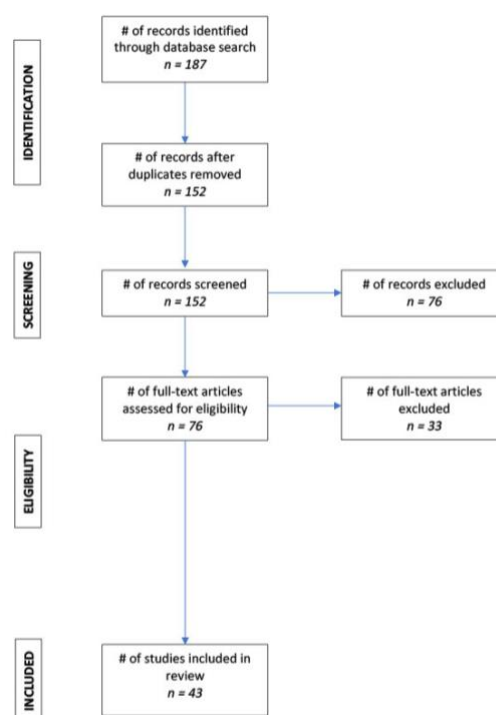 IDENTIFICATION
# of records identified
through database search
n = 187
# of records after
duplicates removed
n = 152
SCREENING
# of records screened
n = 152
# of records excluded
n = 76
ELIGIBILITY
# of full-text articles
assessed for eligibility
n = 76
# of full-text articles
excluded
n = 33
INCLUDED
# of studies included in
review
n = 43